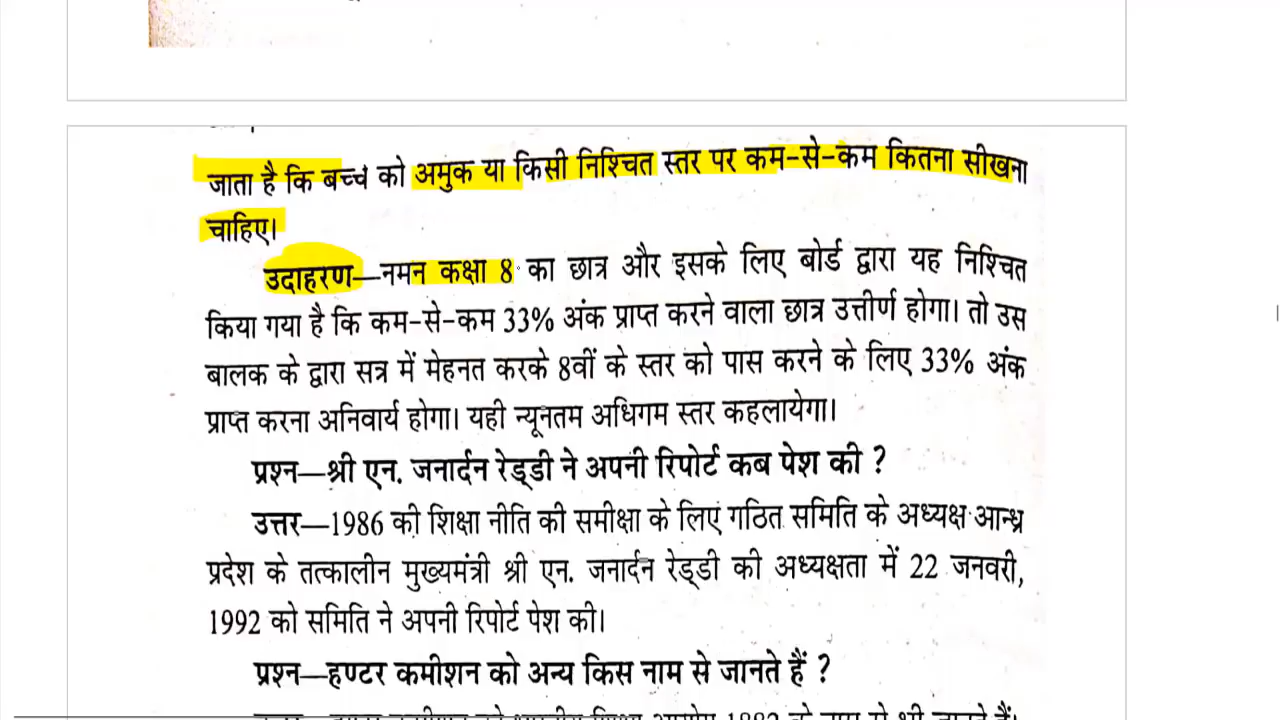 जाता है कि बच्चे को अमुक या किसी निश्चित स्तर पर कम-से-कम कितना सीखना
चाहिए।
उदाहरण—नमन कक्षा 8 का छात्र और इसके लिए बोर्ड द्वारा यह निश्चित
किया गया है कि कम-से-कम 33% अंक प्राप्त करने वाला छात्र उत्तीर्ण होगा। तो उस
बालक के द्वारा सत्र में मेहनत करके 8वीं के स्तर को पास करने के लिए 33% अंक
प्राप्त करना अनिवार्य होगा। यही न्यूनतम अधिगम स्तर कहलायेगा।
प्रश्न—श्री एन. जनार्दन रेड्डी ने अपनी रिपोर्ट कब पेश की ?
उत्तर—1986 की शिक्षा नीति की समीक्षा के लिए गठित समिति के अध्यक्ष आन्ध्र
प्रदेश के तत्कालीन मुख्यमंत्री श्री एन. जनार्दन रेड्डी की अध्यक्षता में 22 जनवरी,
1992 को समिति ने अपनी रिपोर्ट पेश की।
प्रश्न—हण्टर कमीशन को अन्य किस नाम से जानते हैं ?